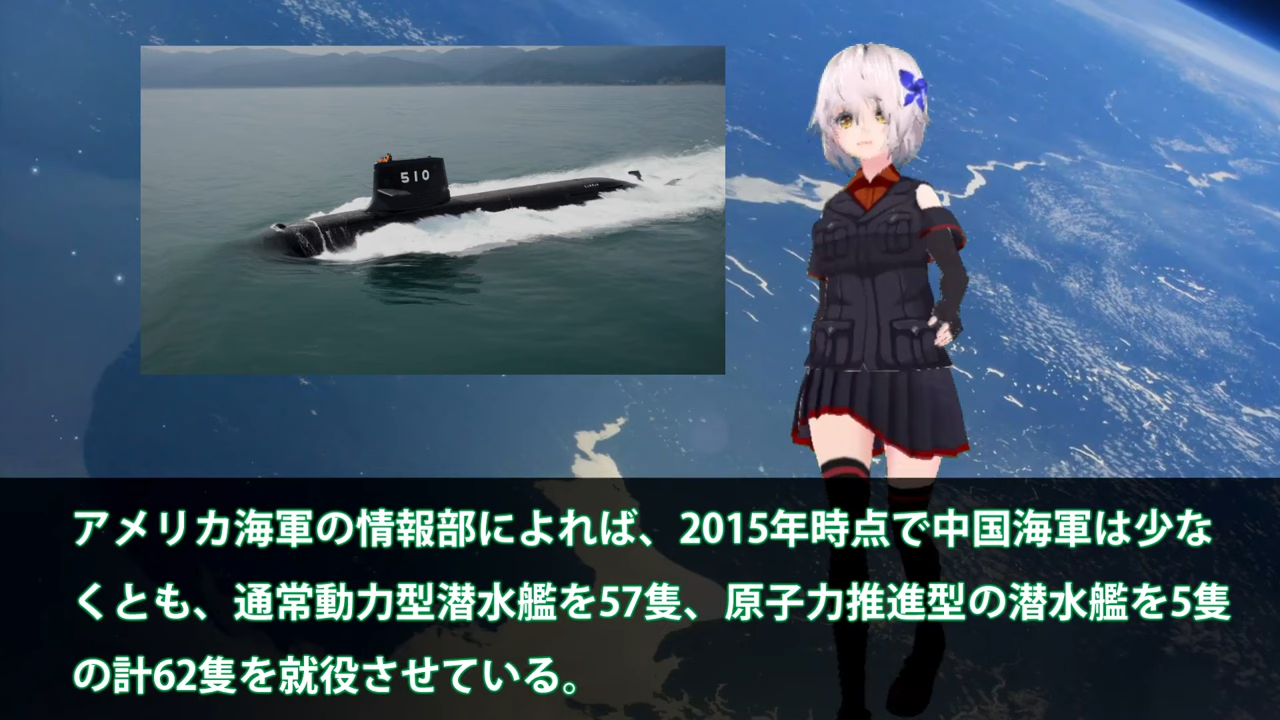 510
アメリカ海軍の情報部によれば、2015年時点で中国海軍は少な
くとも、通常動力型潜水艦を57隻、原子力推進型の潜水艦を5隻
の計62隻を就役させている。